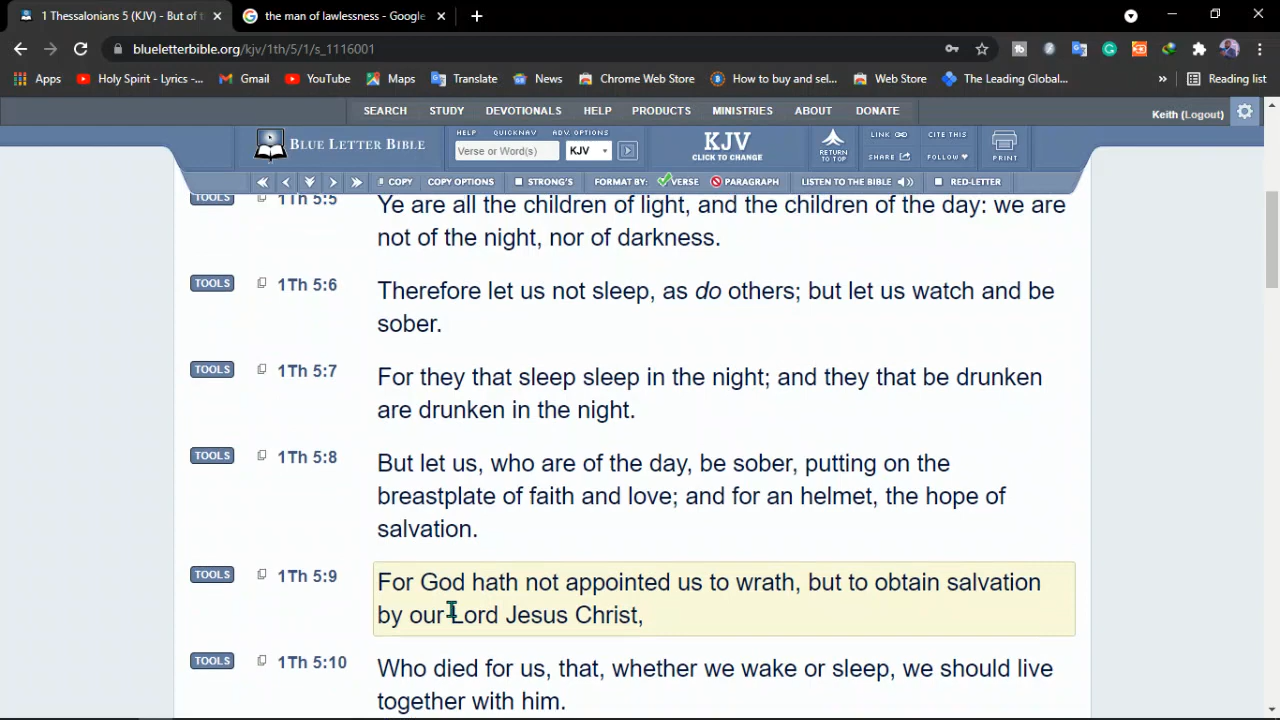 1 Thessalonians 5 (KJV) - But of t
the man of lawlessness - Google
blueletterbible.org/kjv/1th/5/1/s_1116001
Apps Holy Spirit - Lyrics -... Gmail YouTube Maps Translate News Chrome Web Store How to buy and sel... Web Store The Leading Global... » Reading list
SEARCH STUDY DEVOTIONALS HELP PRODUCTS MINISTRIES ABOUT DONATE
Keith (Logout)
BLUE LETTER BIBLE
HELP QUICKNAV ADV. OPTIONS
Verse or Word(s) KJV
KJV
CLICK TO CHANGE
RETURN
TO TOP
LINK CITE THIS
SHARE FOLLOW
PRINT
COPY COPY OPTIONS STRONG'S FORMAT BY: VERSE PARAGRAPH LISTEN TO THE BIBLE RED-LETTER
TOOLS 1Th 5:5 Ye are all the children of light, and the children of the day: we are
not of the night, nor of darkness.
TOOLS 1Th 5:6 Therefore let us not sleep, as do others; but let us watch and be
sober.
TOOLS 1Th 5:7 For they that sleep sleep in the night; and they that be drunken
are drunken in the night.
TOOLS 1Th 5:8 But let us, who are of the day, be sober, putting on the
breastplate of faith and love; and for an helmet, the hope of
salvation.
TOOLS 1Th 5:9 For God hath not appointed us to wrath, but to obtain salvation
by our Lord Jesus Christ,
TOOLS 1Th 5:10 Who died for us, that, whether we wake or sleep, we should live
together with him.